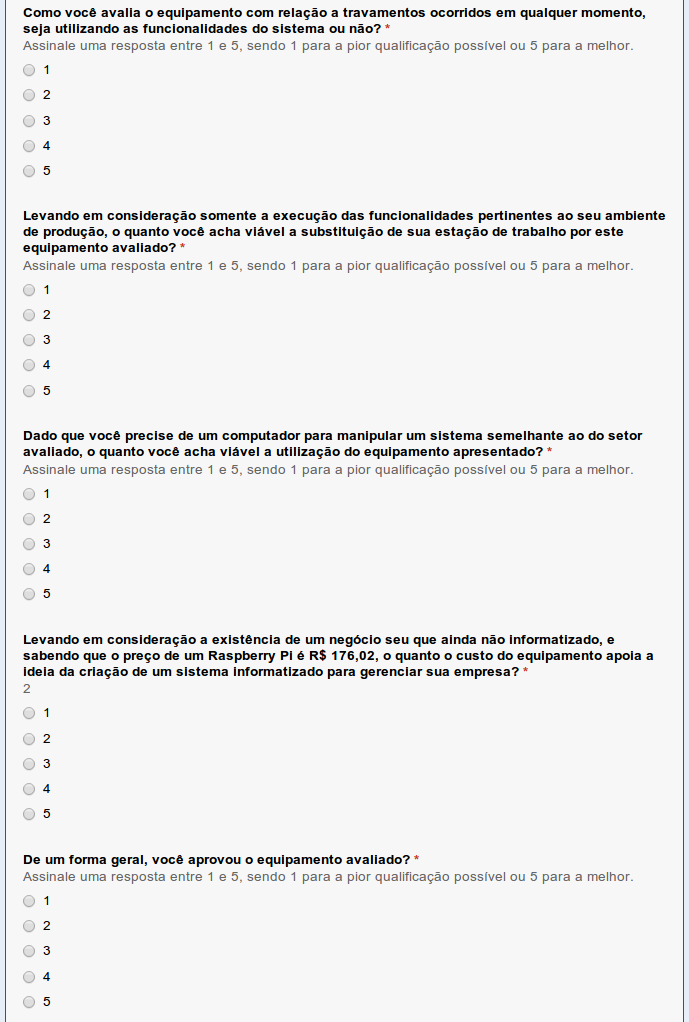 Como você avalia o equipamento com relação a travamentos ocorridos em qualquer momento,
seja utilizando as funcionalidades do sistema ou não? *
Assinale uma resposta entre 1 e 5, sendo 1 para a pior qualificação possível ou 5 para a melhor.
1
2
3
4
5
Levando em consideração somente a execução das funcionalidades pertinentes ao seu ambiente
de produção, o quanto você acha viável a substituição de sua estação de trabalho por este
equipamento avaliado? *
Assinale uma resposta entre 1 e 5, sendo 1 para a pior qualificação possível ou 5 para a melhor.
1
2
3
4
5
Dado que você precise de um computador para manipular um sistema semelhante ao do setor
avaliado, o quanto você acha viável a utilização do equipamento apresentado? *
Assinale uma resposta entre 1 e 5, sendo 1 para a pior qualificação possível ou 5 para a melhor.
1
2
3
4
5
Levando em consideração a existência de um negócio seu que ainda não informatizado, e
sabendo que o preço de um Raspberry Pi é R$ 176,02, o quanto o custo do equipamento apoia a
ideia da criação de um sistema informatizado para gerenciar sua empresa? *
2
1
2
3
4
5
De um forma geral, você aprovou o equipamento avaliado? *
Assinale uma resposta entre 1 e 5, sendo 1 para a pior qualificação possível ou 5 para a melhor.
1
2
3
4
5